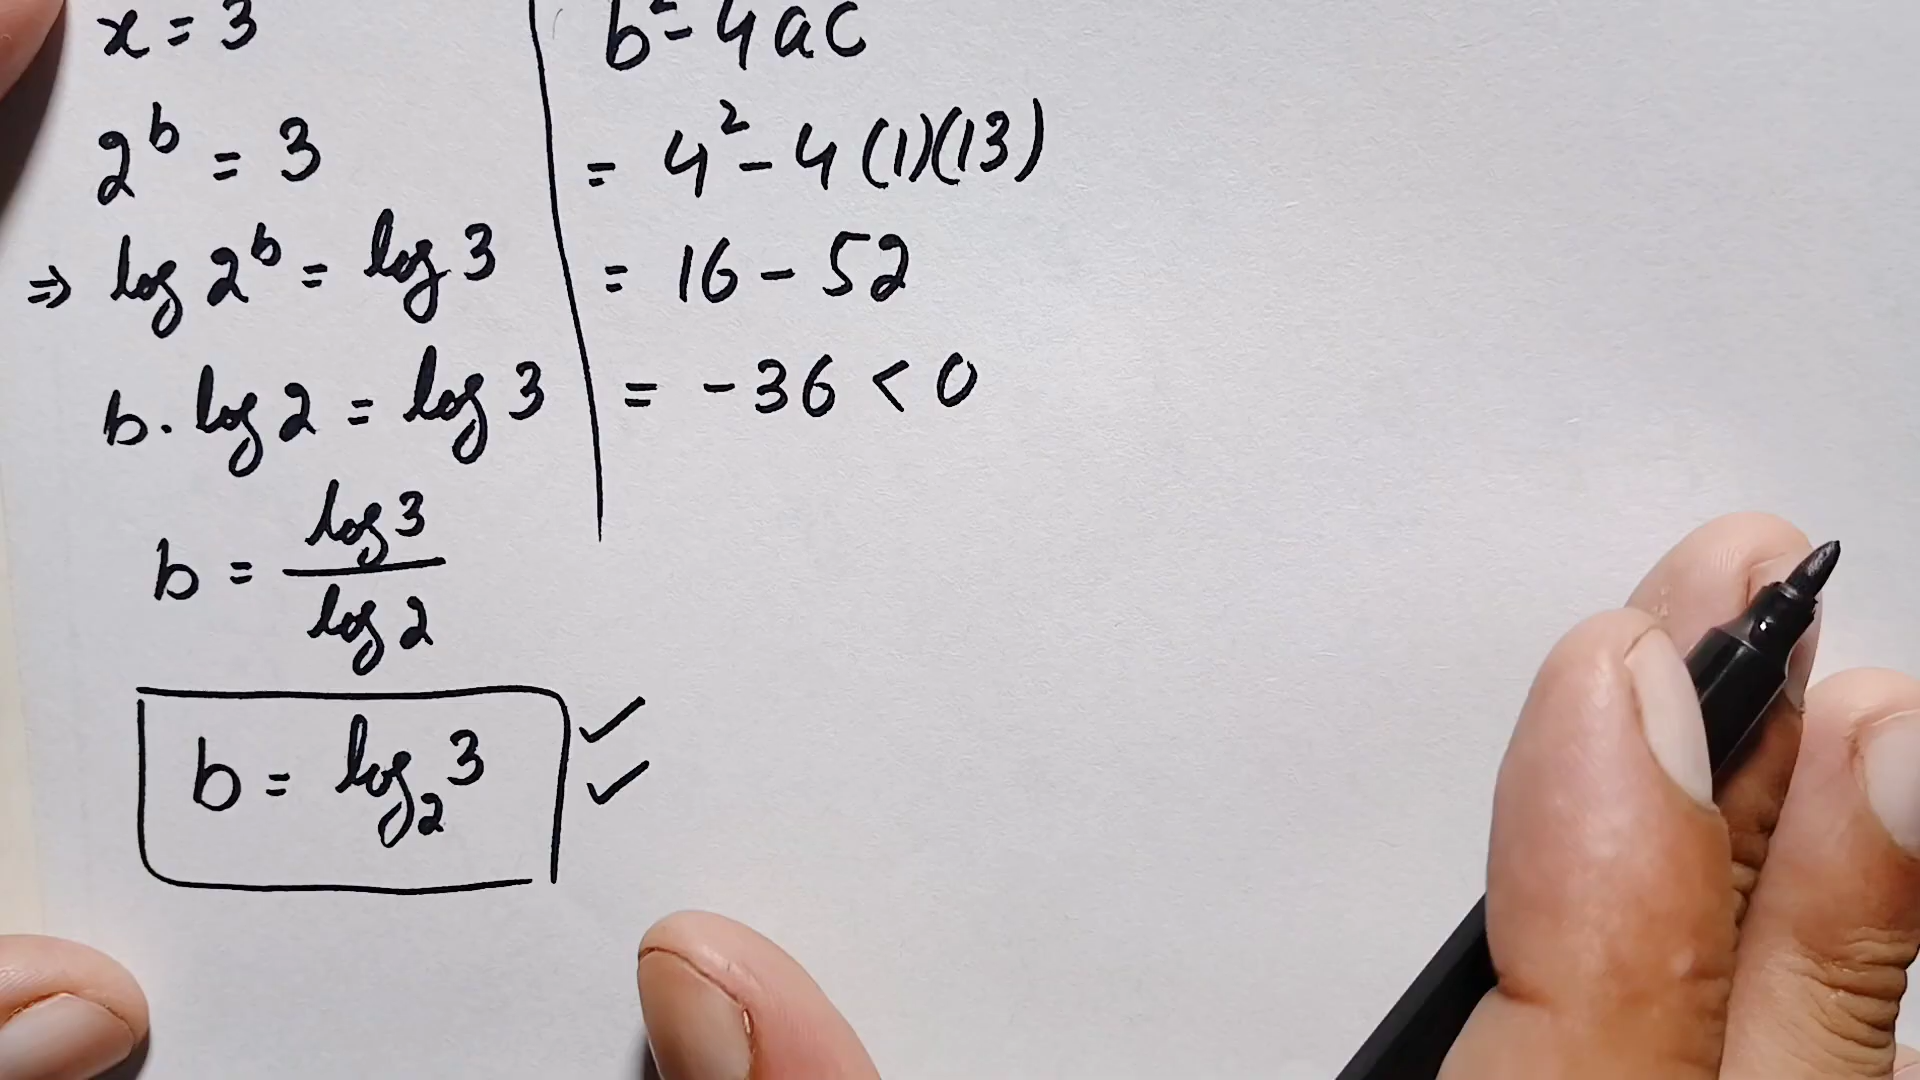 x = 3
2^b = 3
⇒ log 2^b = log 3
b. log 2 = log 3
b = log 3 / log 2
b = log₂ 3 ✓ ✓
b² - 4ac
= 4² - 4 (1)(13)
= 16 - 52
= -36 < 0